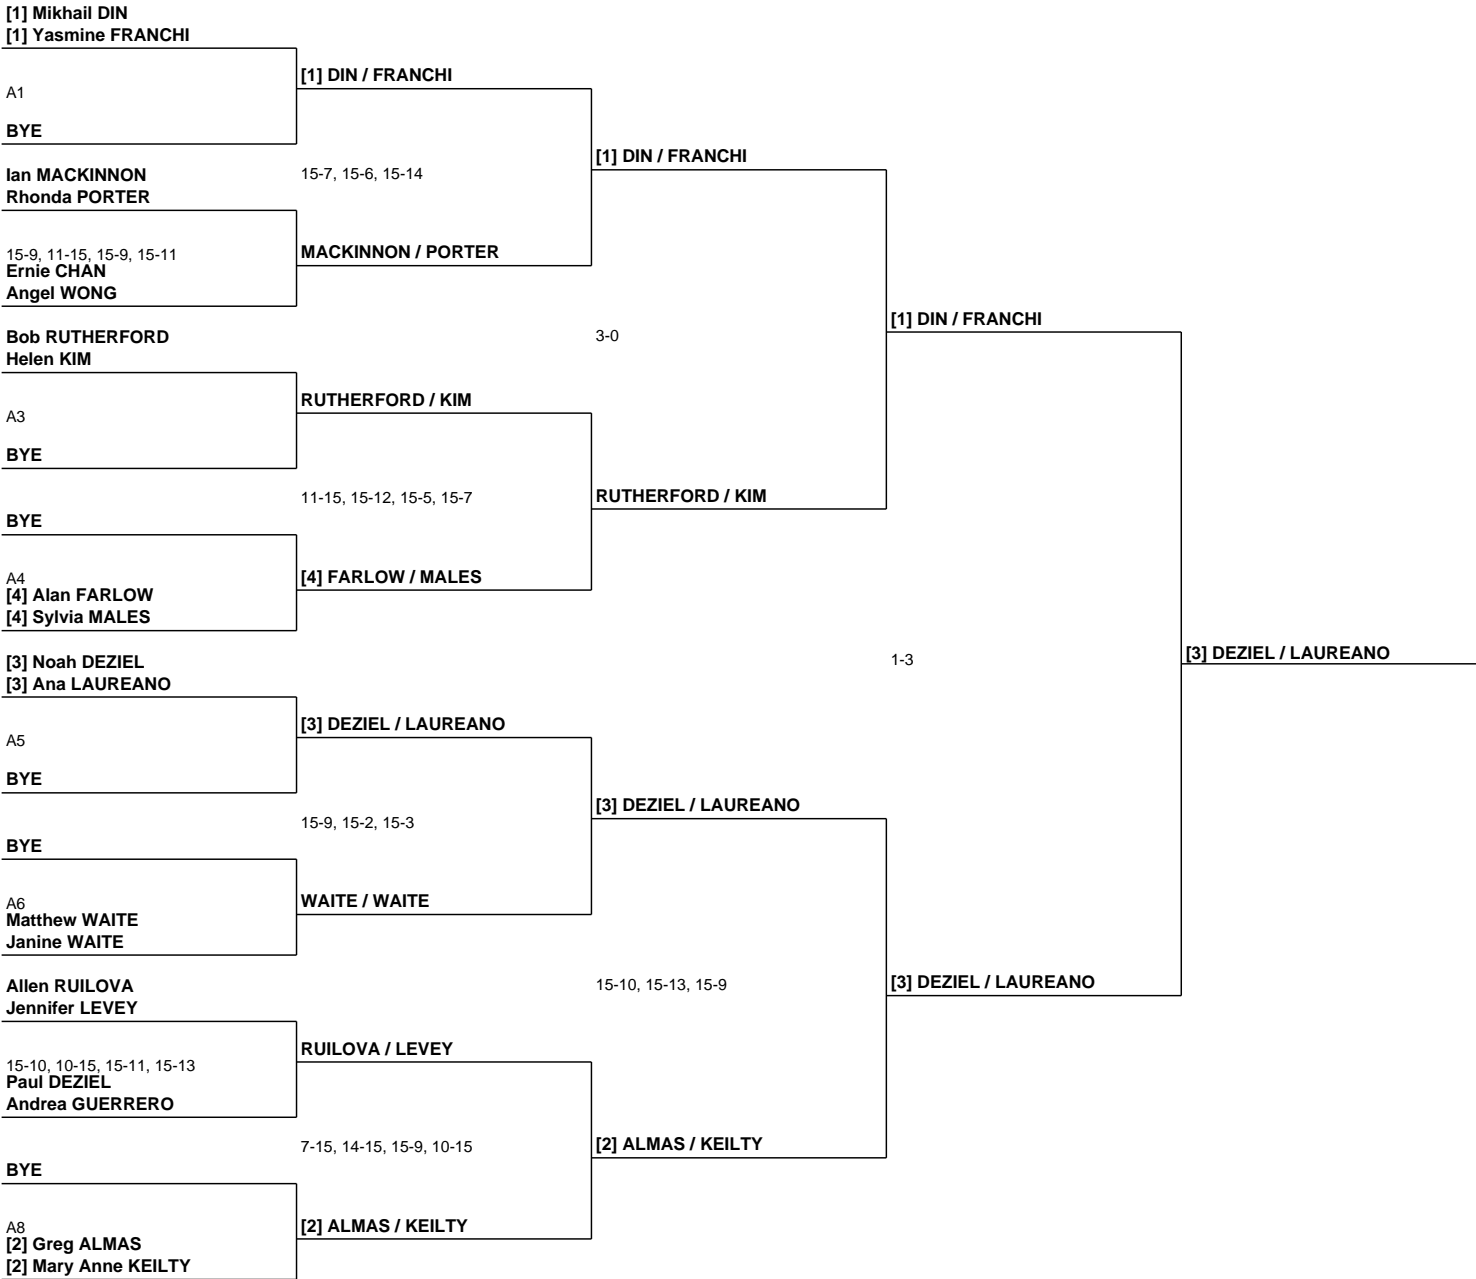 [1] Mikhail DIN
[1] Yasmine FRANCHI
[1] DIN / FRANCHI
A1
BYE
[1] DIN / FRANCHI
Ian MACKINNON
15-7, 15-6, 15-14
Rhonda PORTER
MACKINNON / PORTER
15-9, 11-15, 15-9, 15-11
Ernie CHAN
Angel WONG
[1] DIN / FRANCHI
Bob RUTHERFORD
3-0
Helen KIM
RUTHERFORD / KIM
A3
BYE
11-15, 15-12, 15-5, 15-7
RUTHERFORD / KIM
BYE
A4
[4] FARLOW / MALES
[4] Alan FARLOW
[4] Sylvia MALES
[3] DEZIEL / LAUREANO
[3] Noah DEZIEL
1-3
[3] Ana LAUREANO
[3] DEZIEL / LAUREANO
A5
BYE
[3] DEZIEL / LAUREANO
15-9, 15-2, 15-3
BYE
A6
WAITE / WAITE
Matthew WAITE
Janine WAITE
[3] DEZIEL / LAUREANO
Allen RUILOVA
15-10, 15-13, 15-9
Jennifer LEVEY
RUILOVA / LEVEY
15-10, 10-15, 15-11, 15-13
Paul DEZIEL
Andrea GUERRERO
7-15, 14-15, 15-9, 10-15
[2] ALMAS / KEILTY
BYE
A8
[2] ALMAS / KEILTY
[2] Greg ALMAS
[2] Mary Anne KEILTY